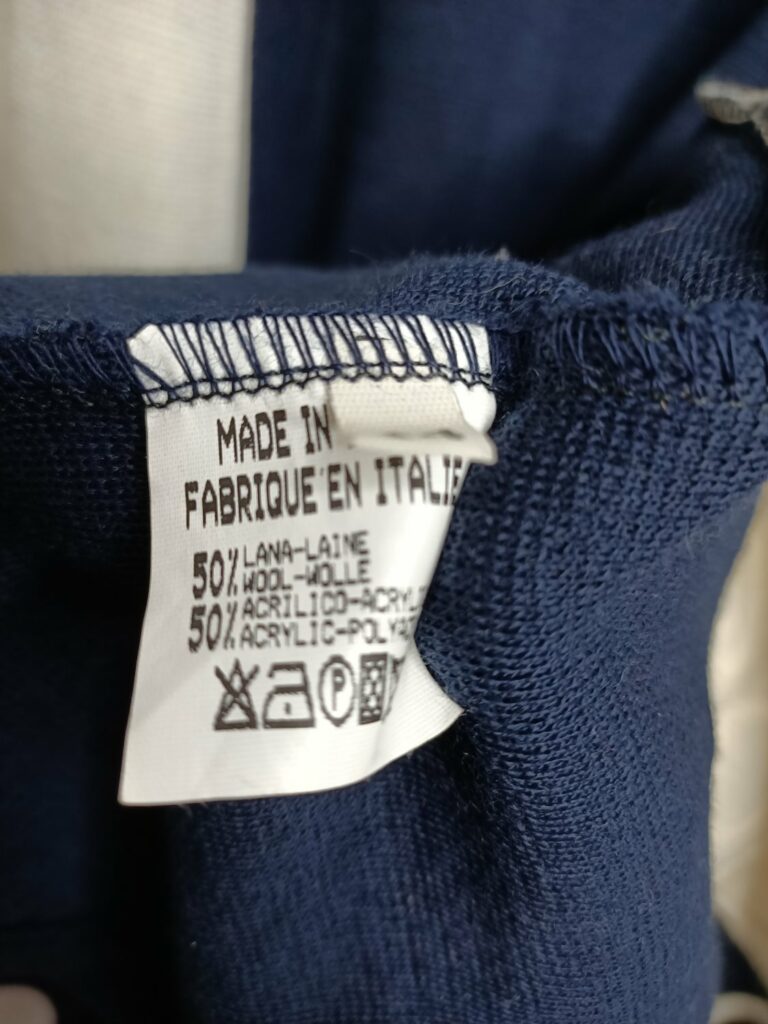 MADE IN
FABRIQUE EN ITALIE
50% LANA-LAINE
WOOL-WOLLE
50% ACRILICO-ACRYL
ACRYLIC-POLYA
P